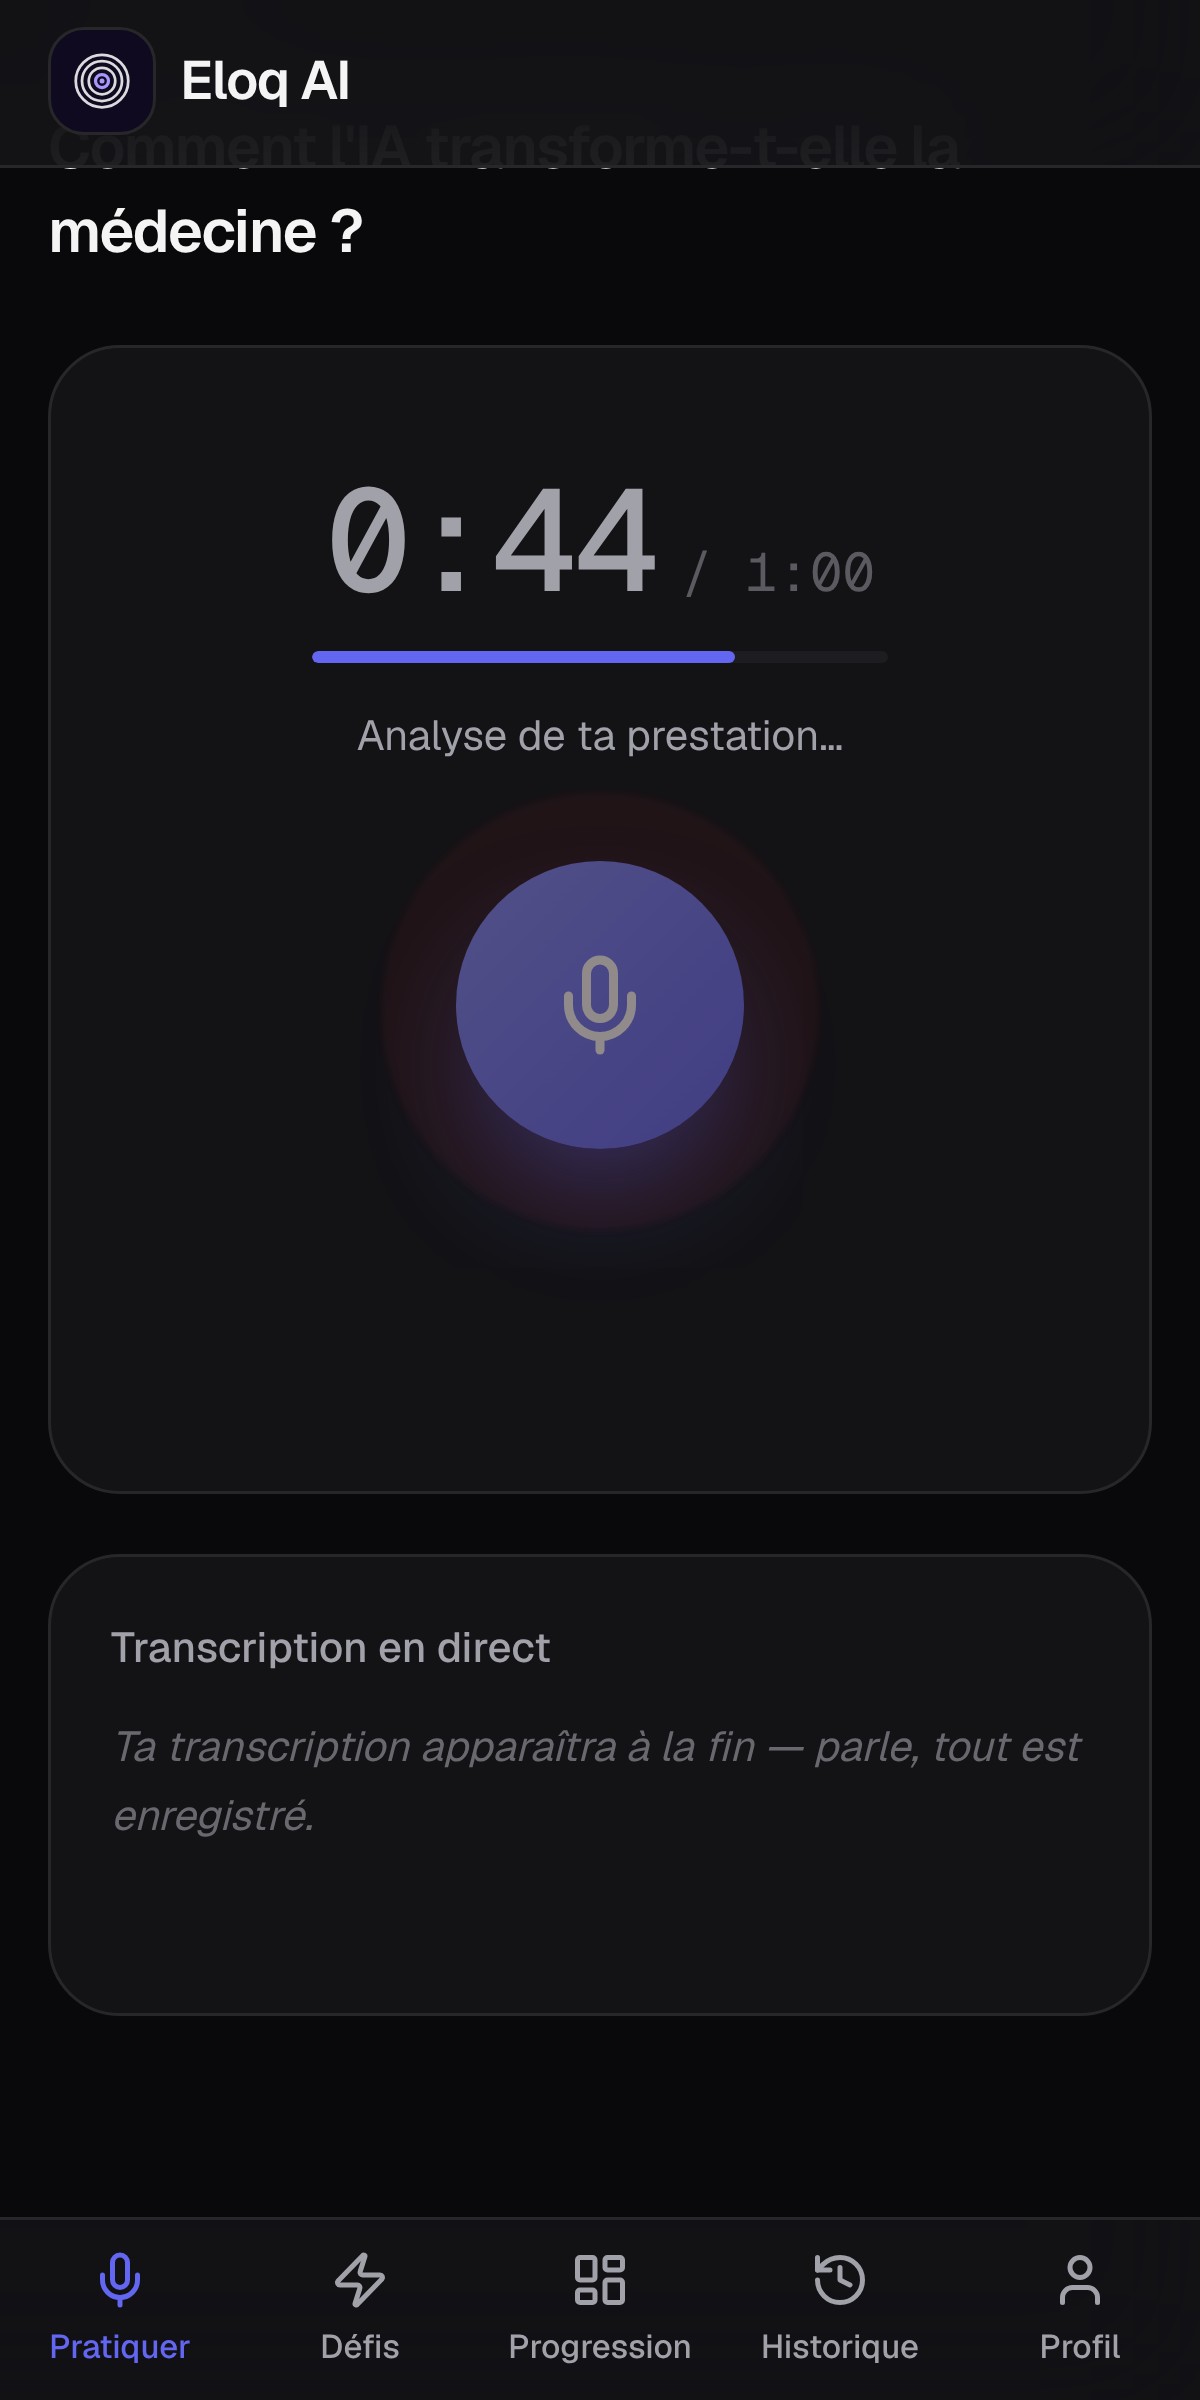 Eloq AI
Comment l'IA transforme-t-elle la
médecine ?
0:44 / 1:00
Analyse de ta prestation...
Transcription en direct
Ta transcription apparaîtra à la fin — parle, tout est
enregistré.
Pratiquer
Défis
Progression
Historique
Profil